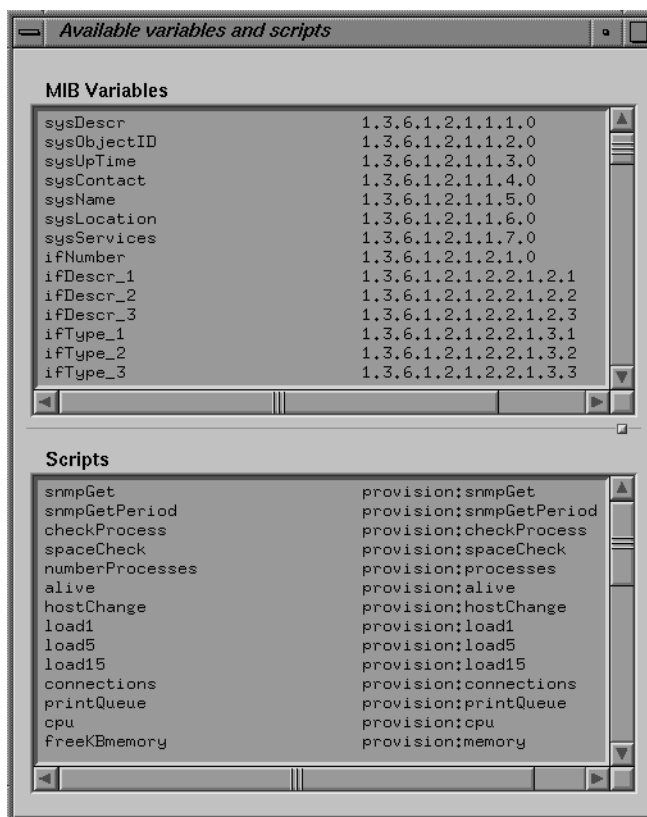 Available variables and scripts
MIB Variables
sysDescr 1.3.6.1.2.1.1.1.0
sysObjectID 1.3.6.1.2.1.1.2.0
sysUpTime 1.3.6.1.2.1.1.3.0
sysContact 1.3.6.1.2.1.1.4.0
sysName 1.3.6.1.2.1.1.5.0
sysLocation 1.3.6.1.2.1.1.6.0
sysServices 1.3.6.1.2.1.1.7.0
ifNumber 1.3.6.1.2.1.2.1.0
ifDescr_1 1.3.6.1.2.1.2.2.1.2.1
ifDescr_2 1.3.6.1.2.1.2.2.1.2.2
ifDescr_3 1.3.6.1.2.1.2.2.1.2.3
ifType_1 1.3.6.1.2.1.2.2.1.3.1
ifType_2 1.3.6.1.2.1.2.2.1.3.2
ifType_3 1.3.6.1.2.1.2.2.1.3.3
Scripts
snmpGet provision:snmpGet
snmpGetPeriod provision:snmpGetPeriod
checkProcess provision:checkProcess
spaceCheck provision:spaceCheck
numberProcesses provision:processes
alive provision:alive
hostChange provision:hostChange
load1 provision:load1
load5 provision:load5
load15 provision:load15
connections provision:connections
printQueue provision:printQueue
cpu provision:cpu
freeKBmemory provision:memory